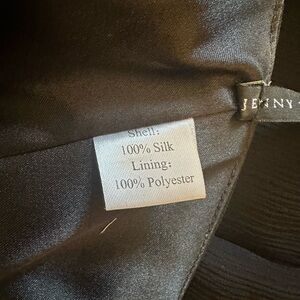 Shell:
100% Silk
Lining:
100% Polyester
JENNY